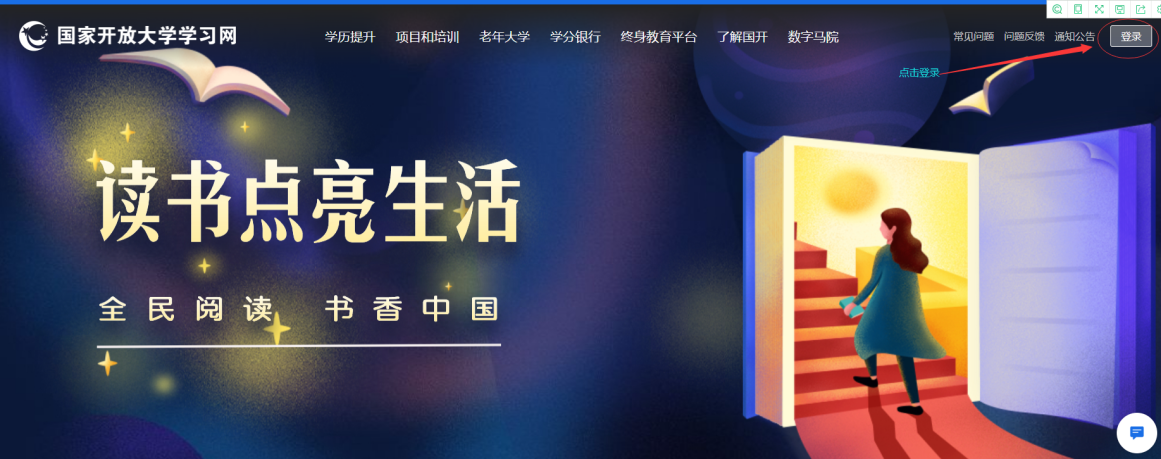 国家开放大学学习网
学历提升 项目和培训 老年大学 学分银行 终身教育平台 了解国开 数字马院
常见问题 问题反馈 通知公告 登录
点击登录
读书点亮生活
全民阅读 书香中国